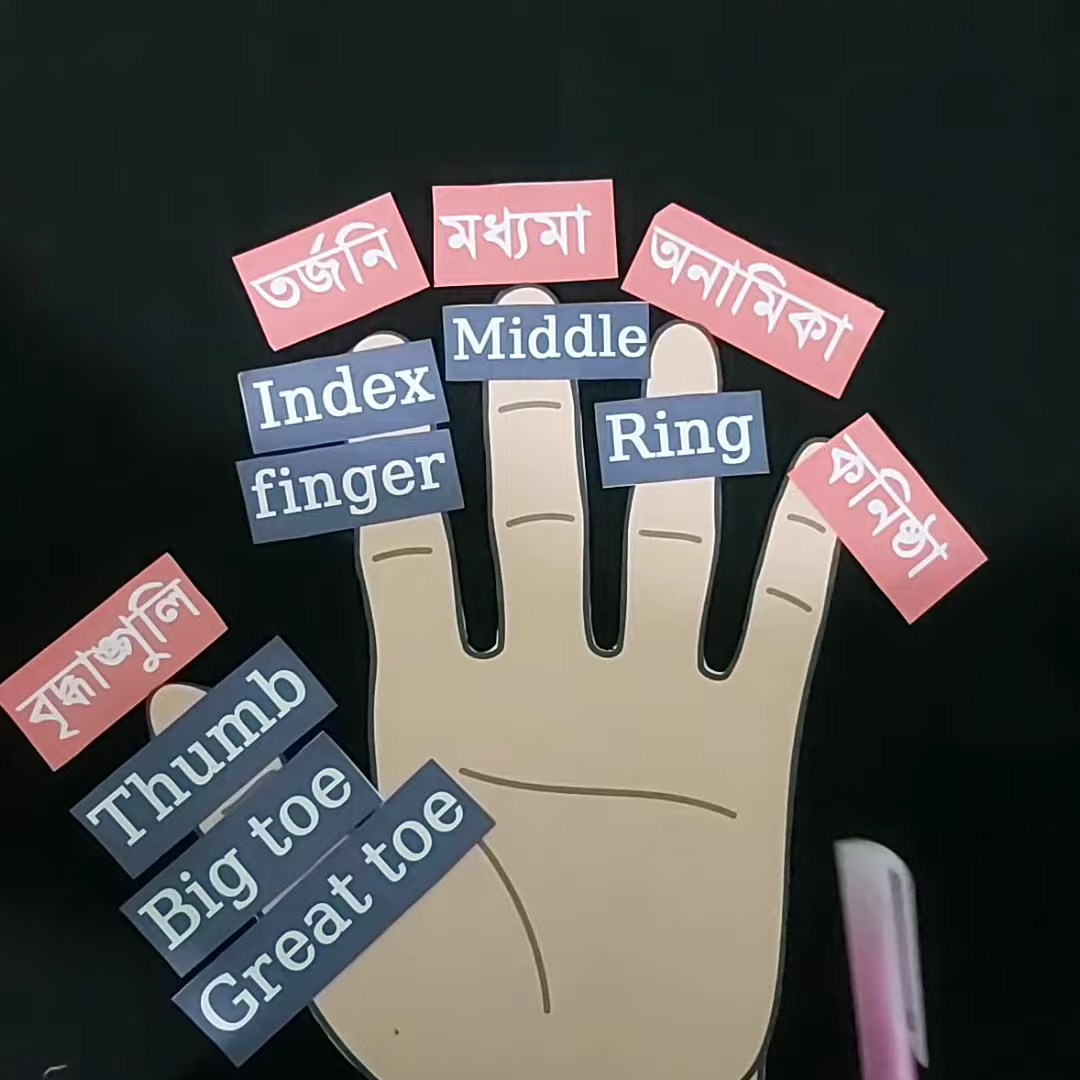 তর্জনি
মধ্যমা
অনামিকা
কনিষ্ঠা
বৃদ্ধাঙ্গুলি
Index
finger
Middle
Ring
Thumb
Big toe
Great toe